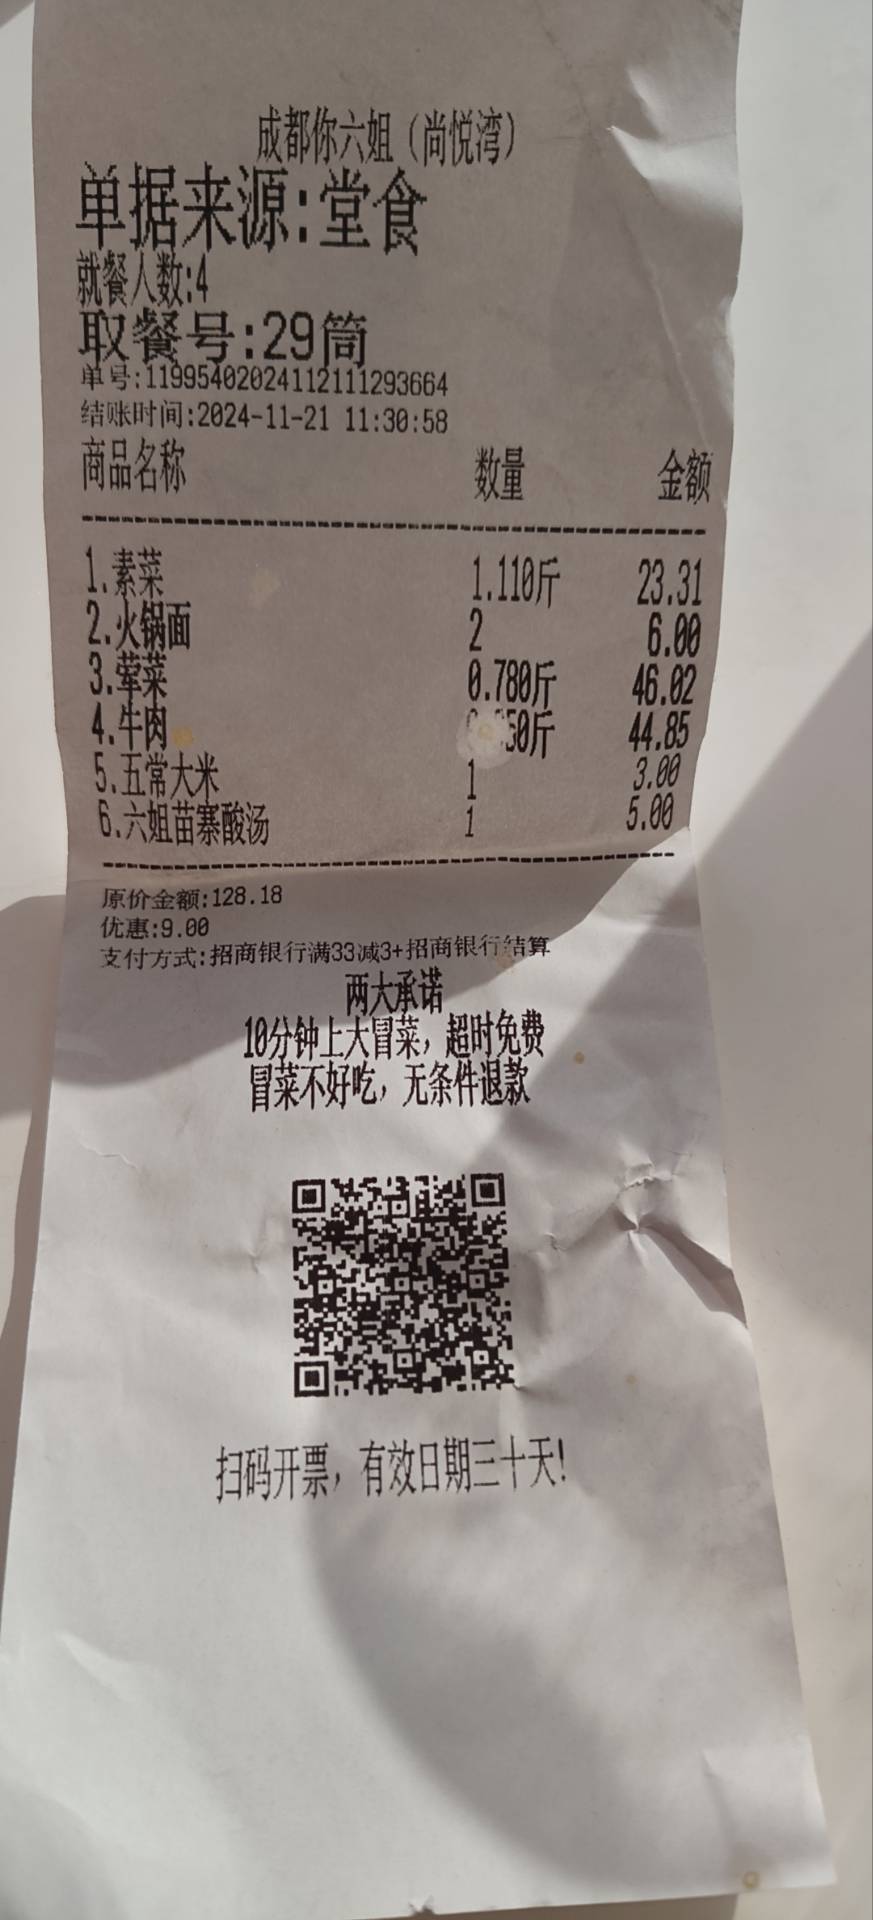 成都你六姐（尚悦湾）
单据来源:堂食
就餐人数:4
取餐号:29筒
单号:11995402024112111293664
结账时间:2024-11-21 11:30:58
商品名称 数量 金额
1.素菜 1.110斤 23.31
2.火锅面 2 6.00
3.荤菜 0.780斤 46.02
4.牛肉 50斤 44.85
5.五常大米 1 3.00
6.六姐苗寨酸汤 1 5.00
原价金额:128.18
优惠:9.00
支付方式:招商银行满33减3+招商银行结算
两大承诺
10分钟上大冒菜，超时免费
冒菜不好吃，无条件退款
扫码开票，有效日期三十天!